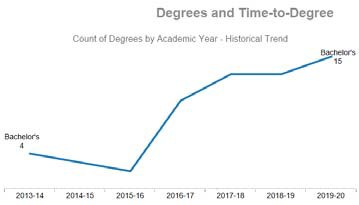 Degrees and Time-to-Degree
Count of Degrees by Academic Year - Historical Trend
Bachelor's
15
Bachelor's
4
2013-14 2014-15 2015-16 2016-17 2017-18 2018-19 2019-20